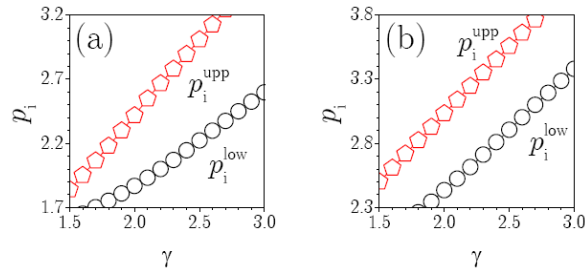 3.2
(a)
p_i^upp
2.7
p_i
2.2
p_i^low
1.7
1.5 2.0 2.5 3.0
γ
3.8
(b)
p_i^upp
3.3
p_i
2.8
p_i^low
2.3
1.5 2.0 2.5 3.0
γ